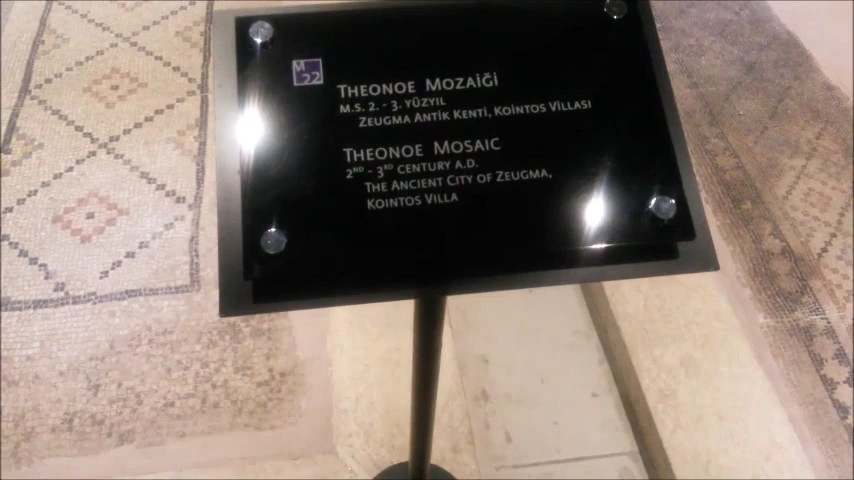 M
22
THEONOE MOZAİĞİ
M.S. 2. - 3. YÜZYIL
ZEUGMA ANTİK KENTİ, KOİNTOS VİLLASI
THEONOE MOSAIC
2ND - 3RD CENTURY A.D.
THE ANCIENT CITY OF ZEUGMA,
KOINTOS VILLA